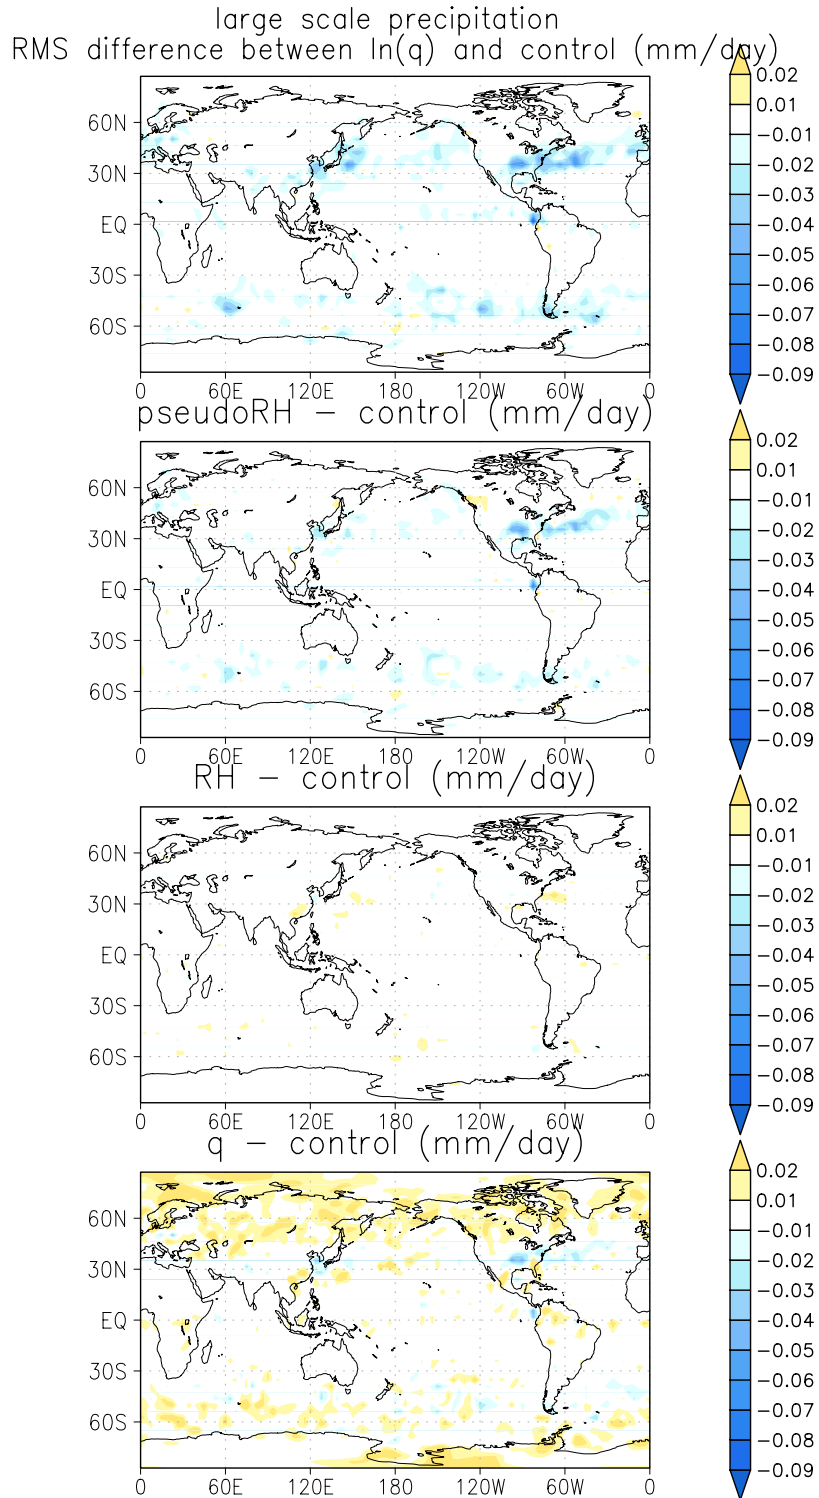 large scale precipitation
RMS difference between ln(q) and control (mm/day)
60N
30N
EQ
30S
60S
0 60E 120E 180 120W 60W 0
0.02
0.01
−0.01
−0.02
−0.03
−0.04
−0.05
−0.06
−0.07
−0.08
−0.09
pseudoRH − control (mm/day)
60N
30N
EQ
30S
60S
0 60E 120E 180 120W 60W 0
0.02
0.01
−0.01
−0.02
−0.03
−0.04
−0.05
−0.06
−0.07
−0.08
−0.09
RH − control (mm/day)
60N
30N
EQ
30S
60S
0 60E 120E 180 120W 60W 0
0.02
0.01
−0.01
−0.02
−0.03
−0.04
−0.05
−0.06
−0.07
−0.08
−0.09
q − control (mm/day)
60N
30N
EQ
30S
60S
0 60E 120E 180 120W 60W 0
0.02
0.01
−0.01
−0.02
−0.03
−0.04
−0.05
−0.06
−0.07
−0.08
−0.09